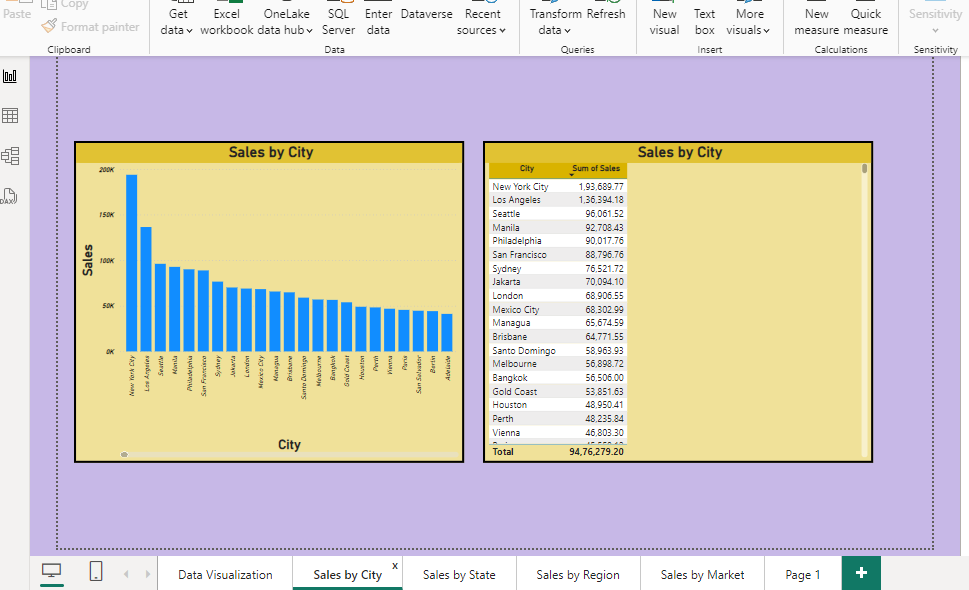 Paste
Copy
Format painter
Clipboard
Get data
Excel workbook
OneLake data hub
SQL Server
Enter data
Dataverse
Recent sources
Data
Transform data
Refresh
Queries
New visual
Text box
More visuals
Insert
New measure
Quick measure
Calculations
Sensitivity
Sensitivity
DAX
Sales by City
Sales
200K
150K
100K
50K
0K
New York City
Los Angeles
Seattle
Manila
Philadelphia
San Francisco
Sydney
Jakarta
London
Mexico City
Managua
Brisbane
Santo Domingo
Melbourne
Bangkok
Gold Coast
Houston
Perth
Vienna
Paris
San Salvador
Berlin
Adelaide
City
Sales by City
City Sum of Sales
New York City 1,93,689.77
Los Angeles 1,36,394.18
Seattle 96,061.52
Manila 92,708.43
Philadelphia 90,017.76
San Francisco 88,796.76
Sydney 76,521.72
Jakarta 70,094.10
London 68,906.55
Mexico City 68,302.99
Managua 65,674.59
Brisbane 64,771.55
Santo Domingo 58,963.93
Melbourne 56,898.72
Bangkok 56,506.00
Gold Coast 53,851.63
Houston 48,950.41
Perth 48,235.84
Vienna 46,803.30
Total 94,76,279.20
Data Visualization
Sales by City x
Sales by State
Sales by Region
Sales by Market
Page 1
+